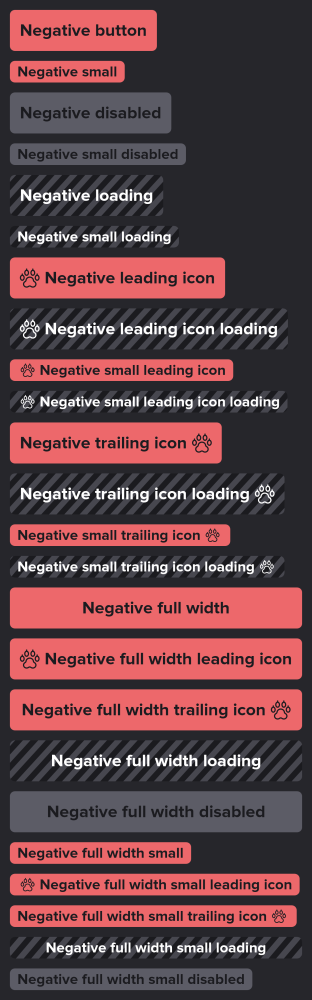 Negative button
Negative small
Negative disabled
Negative small disabled
Negative loading
Negative small loading
Negative leading icon
Negative leading icon loading
Negative small leading icon
Negative small leading icon loading
Negative trailing icon
Negative trailing icon loading
Negative small trailing icon
Negative small trailing icon loading
Negative full width
Negative full width leading icon
Negative full width trailing icon
Negative full width loading
Negative full width disabled
Negative full width small
Negative full width small leading icon
Negative full width small trailing icon
Negative full width small loading
Negative full width small disabled